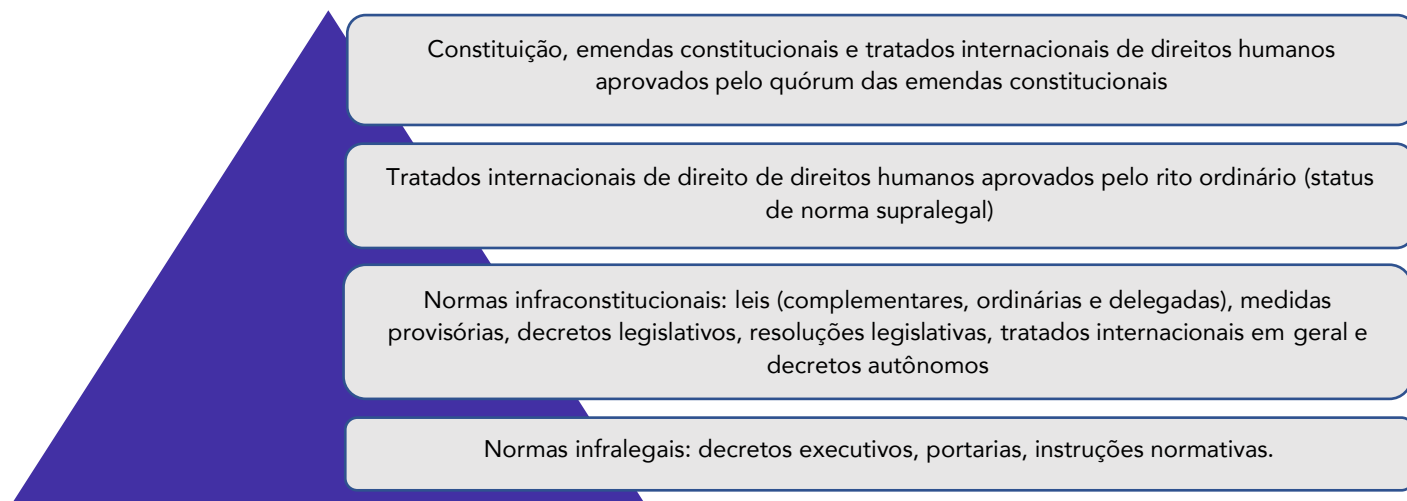 Constituição, emendas constitucionais e tratados internacionais de direitos humanos
aprovados pelo quórum das emendas constitucionais
Tratados internacionais de direito de direitos humanos aprovados pelo rito ordinário (status
de norma supralegal)
Normas infraconstitucionais: leis (complementares, ordinárias e delegadas), medidas
provisórias, decretos legislativos, resoluções legislativas, tratados internacionais em geral e
decretos autônomos
Normas infralegais: decretos executivos, portarias, instruções normativas.